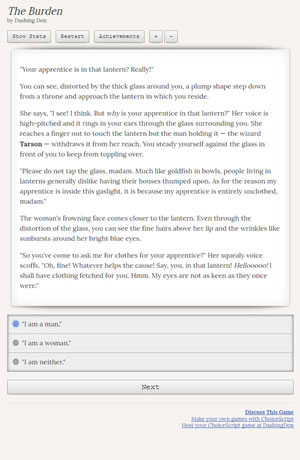 The Burden
by Dashing Don
Show Stats
Restart
Achievements
+
-
"Your apprentice is in that lantern? Really!"
You can see, distorted by the thick glass around you, a plump shape step down
from a throne and approach the lantern in which you reside.
She says, "I see! I think. But why is your apprentice in that lantern?" Her voice is
high-pitched and it rings in your ears through the glass surrounding you. She
reaches a finger out to touch the lantern but the man holding it — the wizard
Tarson — withdraws it from her reach. You steady yourself against the glass in
front of you to keep from toppling over.
"Please do not tap the glass, madam. Much like goldfish in bowls, people in living
lanterns generally dislike having their houses thumped upon. As for the reason my
apprentice is inside this gaslight, it is because my apprentice is entirely unclothed,
madam."
The woman's frowning face comes closer to the lantern. Even through the
distortion of the glass, you can see the fine hairs above her lip and the wrinkles like
sunbursts around her bright blue eyes.
"So you've come to ask me for clothes for your apprentice?" Her squealy voice
scoffs. "Oh, fine! Whatever helps the cause! Say, you, in that lantern! Hellooooo! I
shall have clothing fetched for you. Hmm. My eyes are not as keen as they once
were."
"I am a man."
"I am a woman."
"I am neither."
Next
Discuss This Game
Make your own games with ChoiceScript
Host your ChoiceScript game at DashingDon